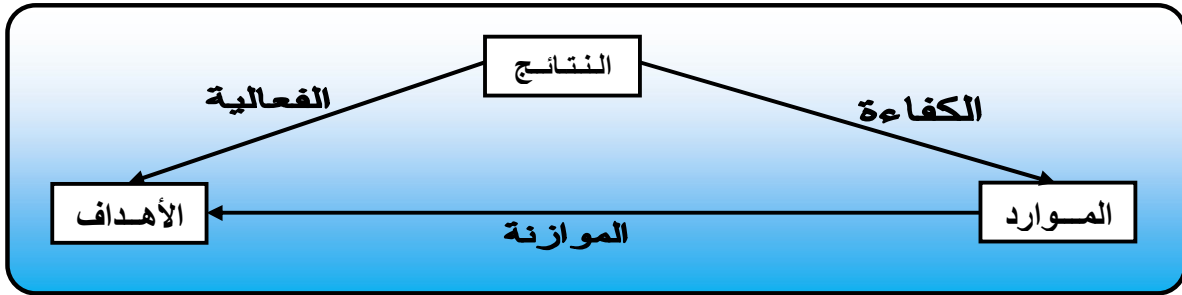 النتائج
الكفاءة
الفعالية
الموارد
الأهداف
الموازنة